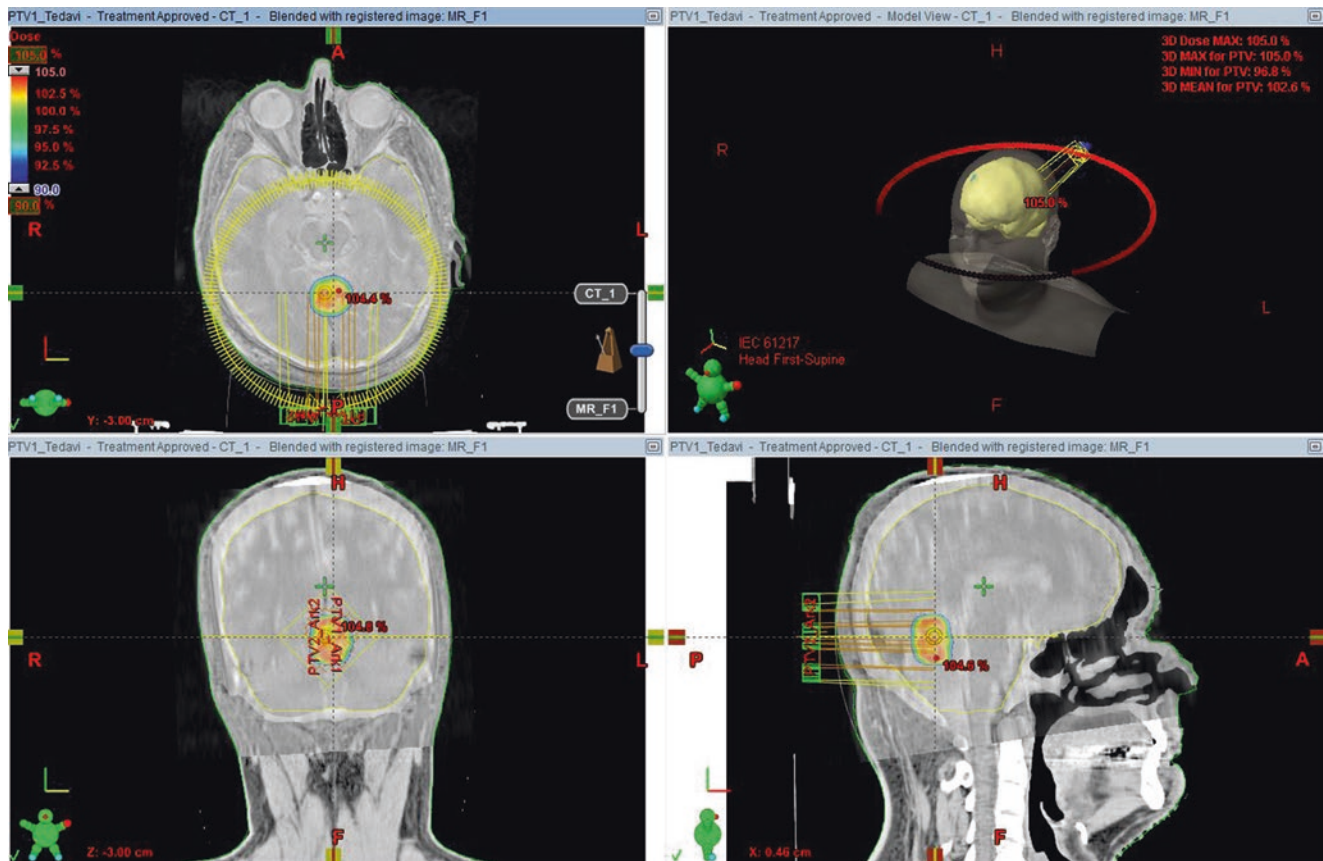 PTV1_Tedavi - Treatment Approved - CT_1 - Blended with registered image: MR_F1
Dose
105.0 %
105.0
102.5 %
100.0 %
97.5 %
95.0 %
92.5 %
90.0
90.0 %
A
R
L
104.4 %
CT_1
MR_F1
P
Y: -3.00 cm
PTV1_Tedavi - Treatment Approved - Model View - CT_1 - Blended with registered image: MR_F1
3D Dose MAX: 105.0 %
3D MAX for PTV: 105.0 %
3D MIN for PTV: 96.8 %
3D MEAN for PTV: 102.6 %
H
R
105.0 %
L
IEC 61217
Head First-Supine
F
PTV1_Tedavi - Treatment Approved - CT_1 - Blended with registered image: MR_F1
H
PTV2_Ark2
PTV1_Ark1
104.8 %
R
L
F
Z: -3.00 cm
PTV1_Tedavi - Treatment Approved - CT_1 - Blended with registered image: MR_F1
H
P
A
104.6 %
F
X: 0.46 cm